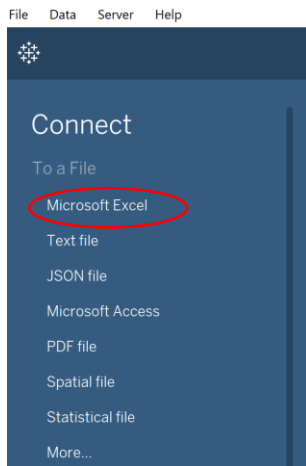 File Data Server Help
Connect
To a File
Microsoft Excel
Text file
JSON file
Microsoft Access
PDF file
Spatial file
Statistical file
More...